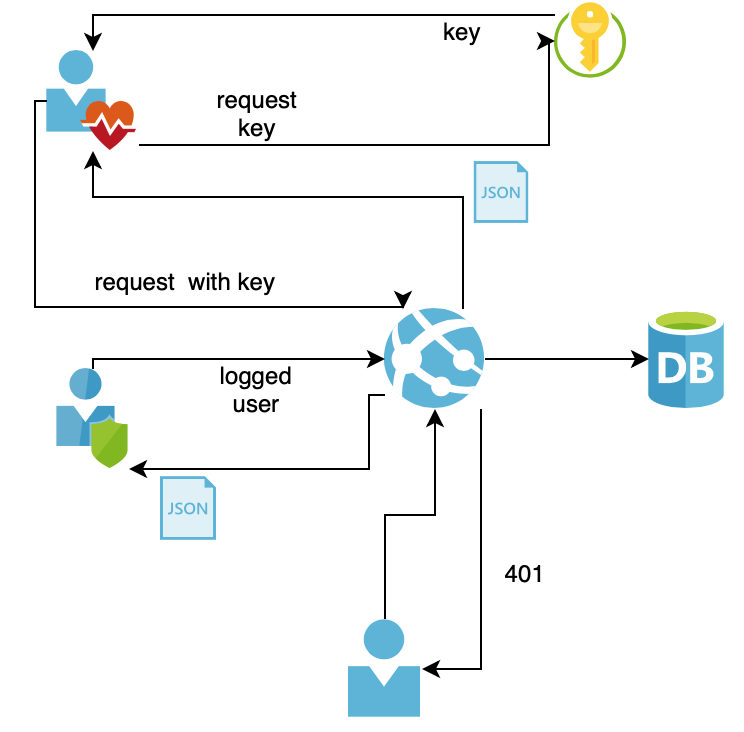 key
request
key
JSON
request  with key
logged
user
DB
JSON
401